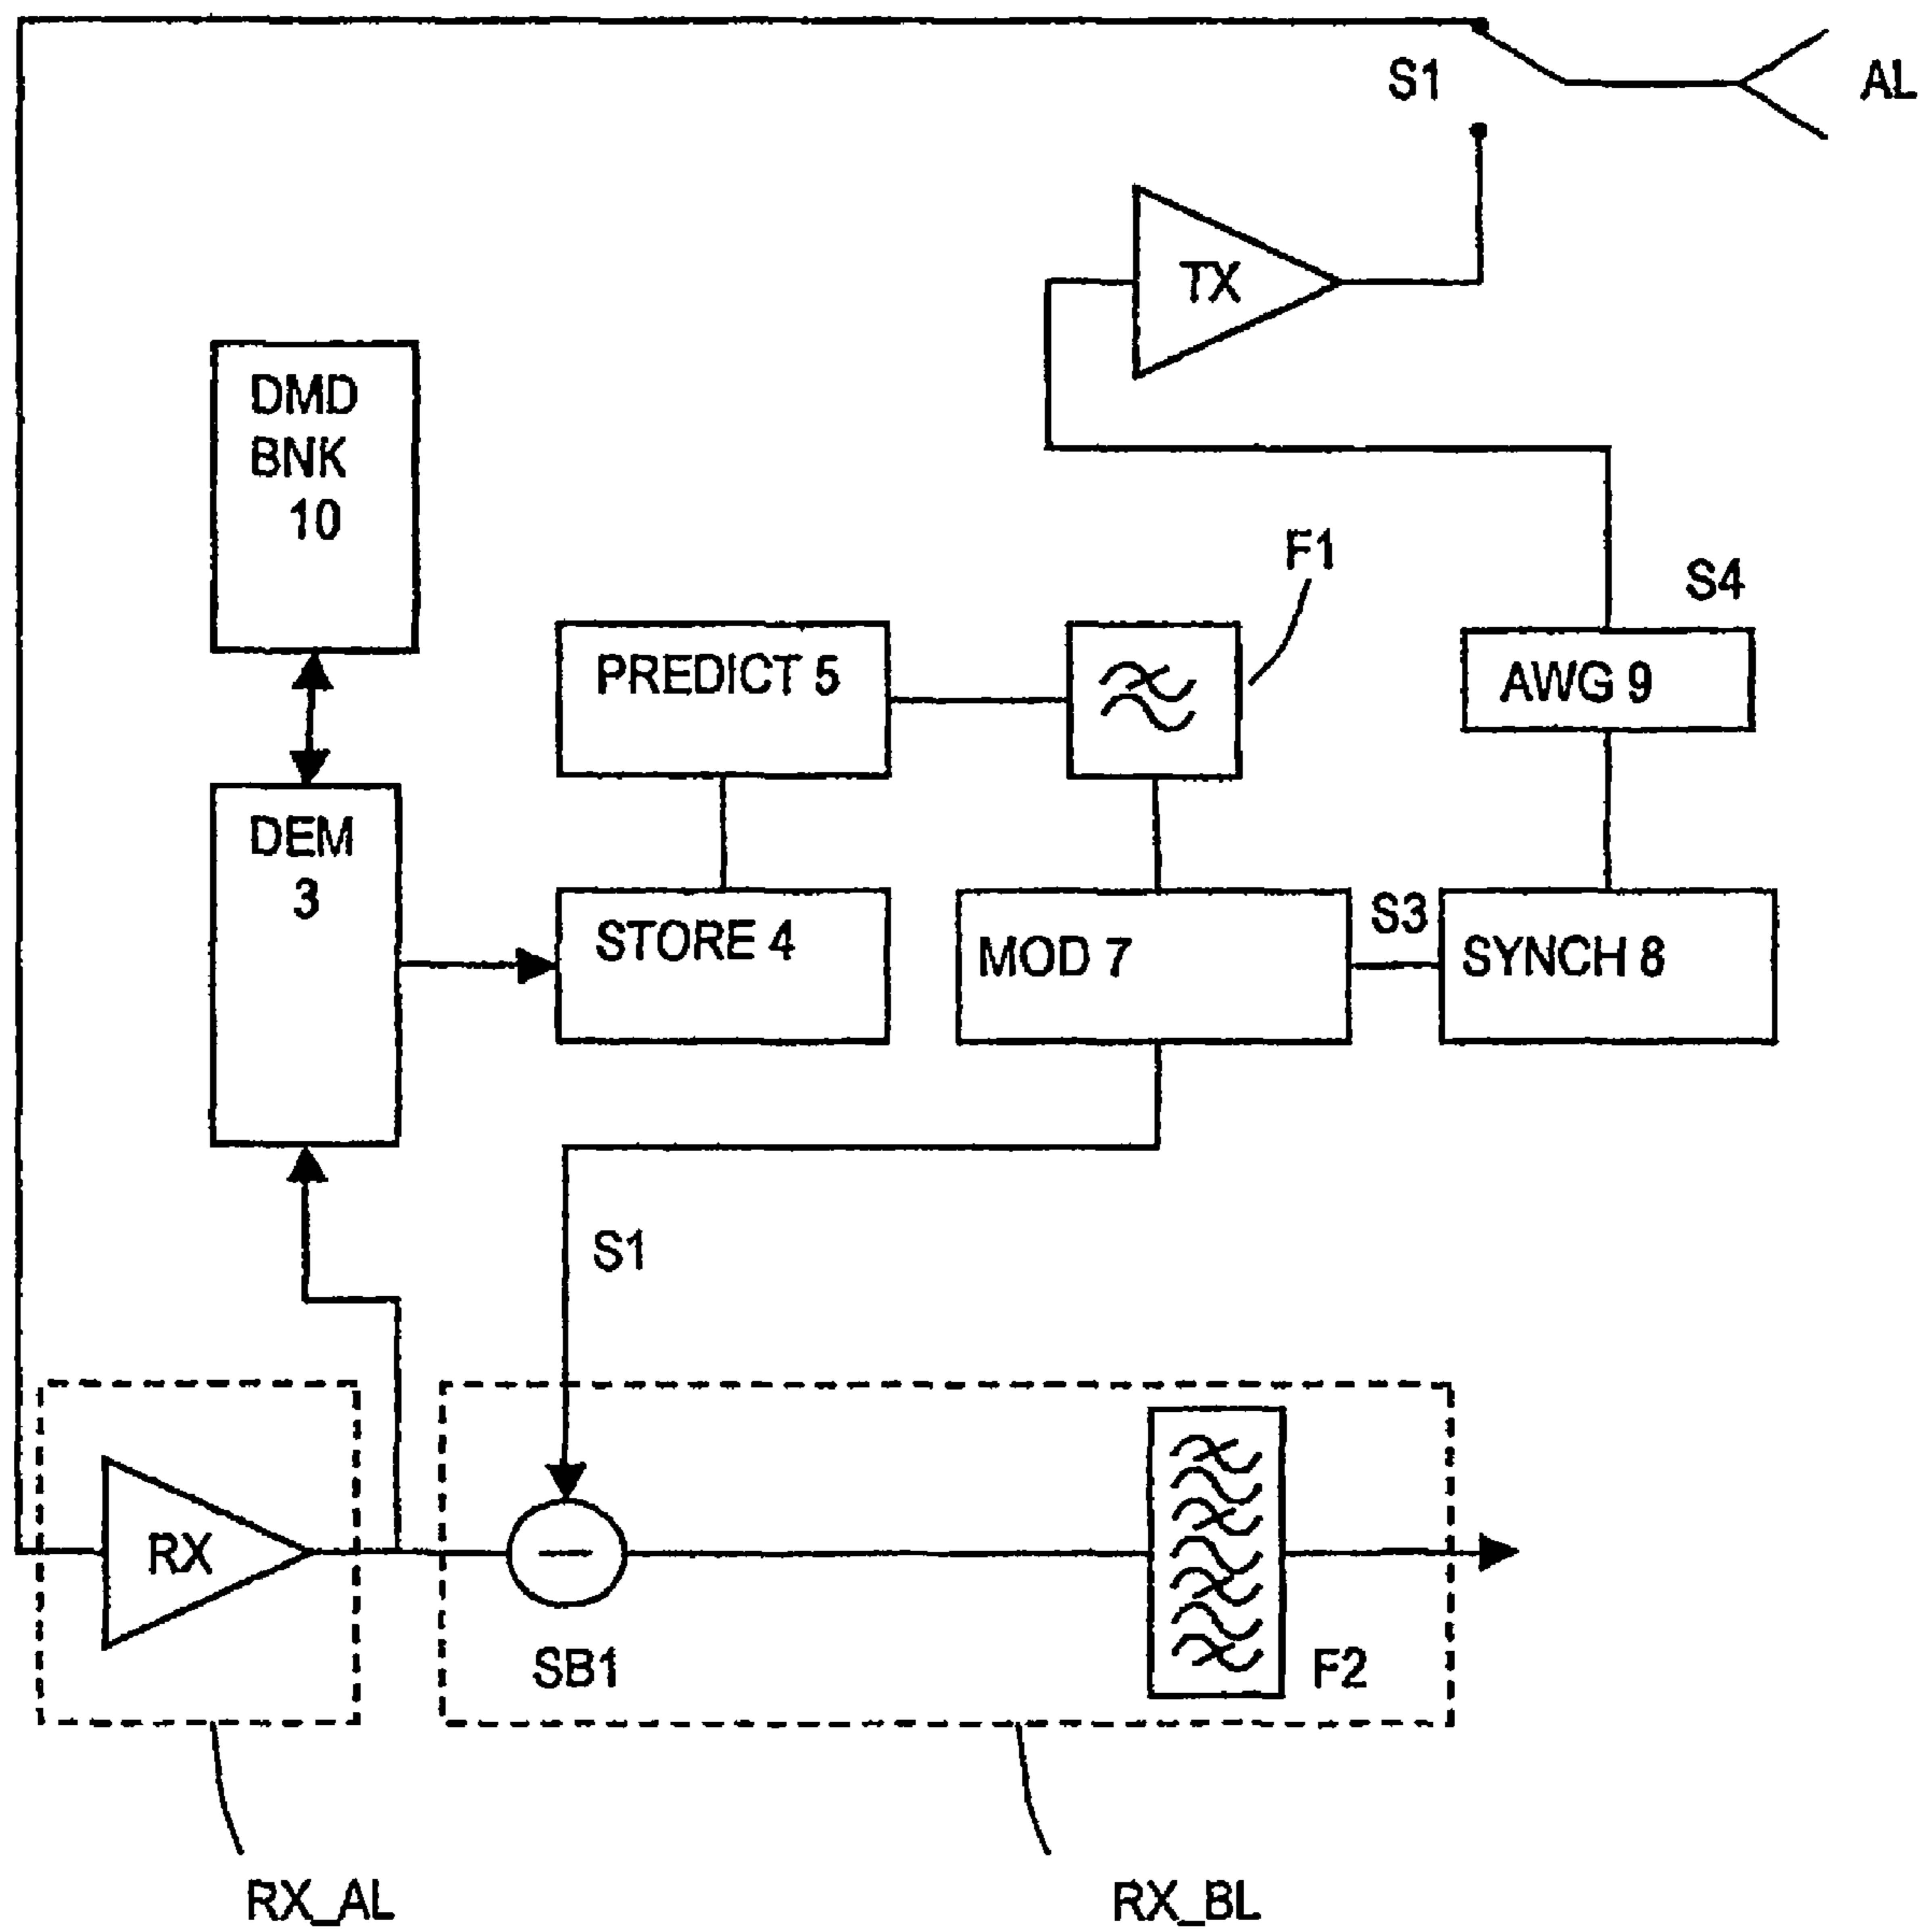 S1
AL
TX
DMD
BNK
10
F1
S4
PREDICT 5
AWG 9
DEM
3
STORE 4
MOD 7
S3
SYNCH 8
S1
RX
SB1
F2
RX_AL
RX_BL